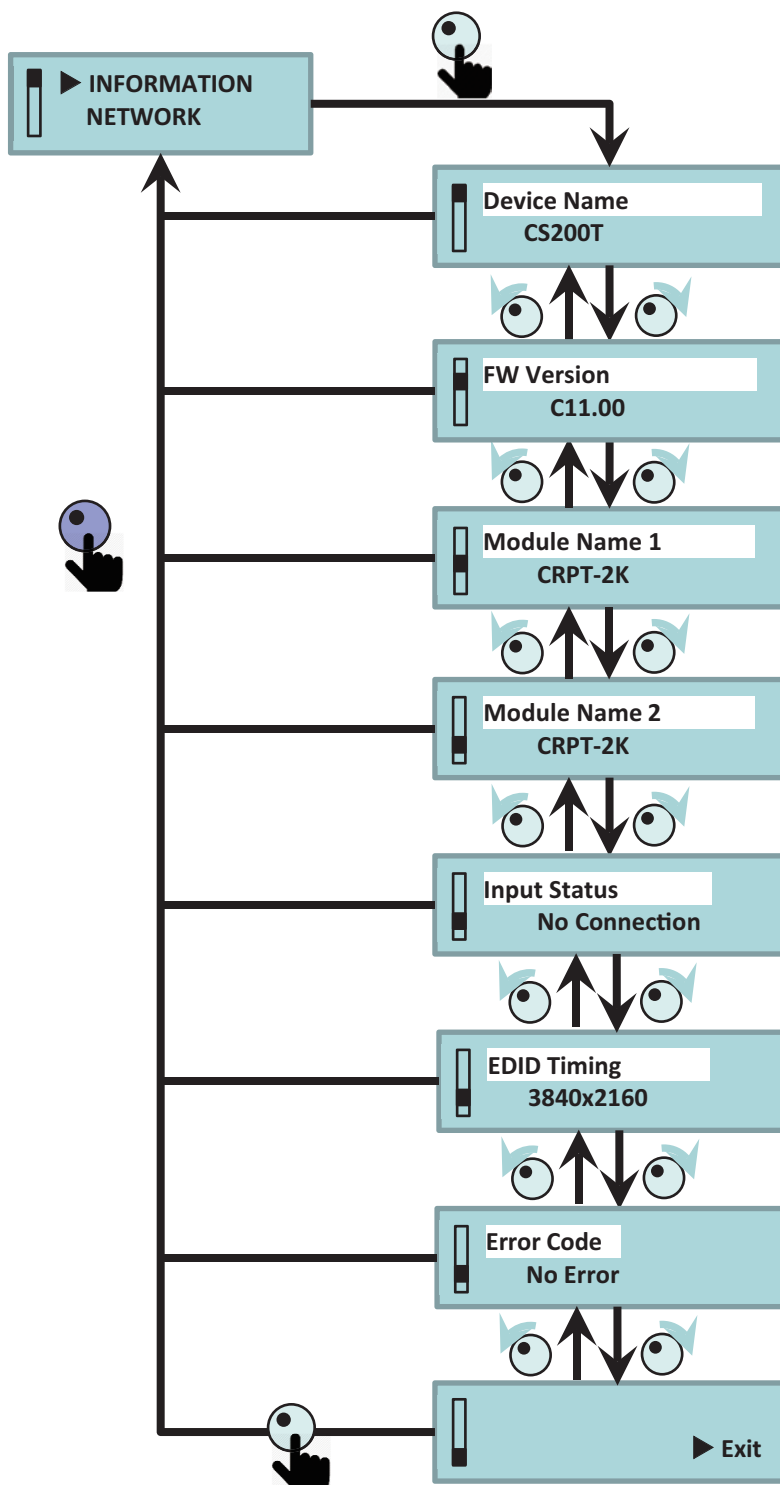 ▶ INFORMATION
NETWORK
Device Name
CS200T
FW Version
C11.00
Module Name 1
CRPT-2K
Module Name 2
CRPT-2K
Input Status
No Connection
EDID Timing
3840x2160
Error Code
No Error
▶ Exit